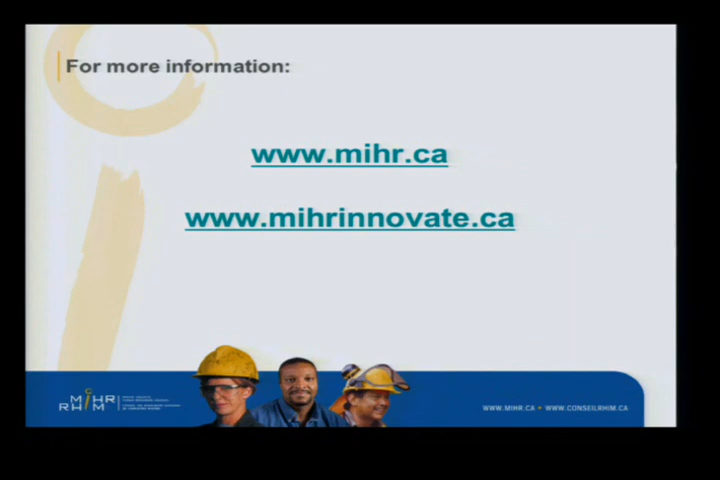 For more information:
www.mihr.ca
www.mihrinnovate.ca
MiHR
RHiM
WWW.MIHR.CA • WWW.CONSEILRHIM.CA